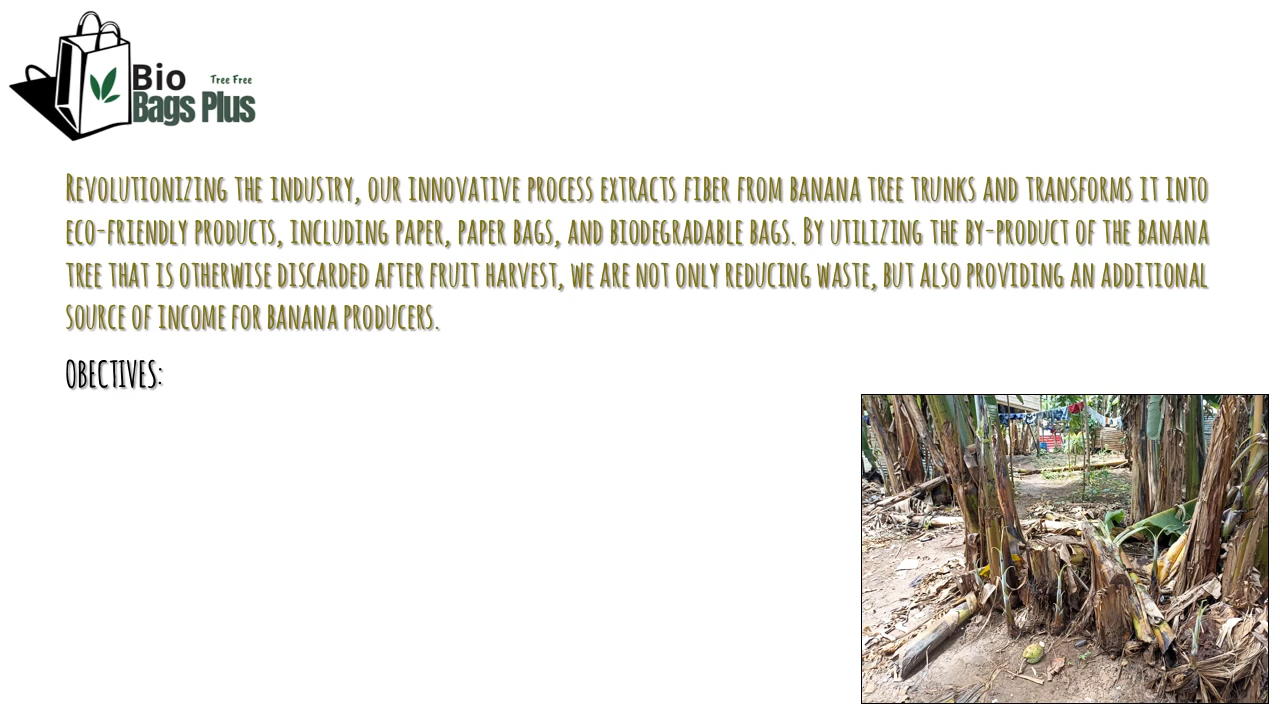 Bio
Tree Free
Bags Plus
Revolutionizing the industry, our innovative process extracts fiber from banana tree trunks and transforms it into
eco-friendly products, including paper, paper bags, and biodegradable bags. By utilizing the by-product of the banana
tree that is otherwise discarded after fruit harvest, we are not only reducing waste, but also providing an additional
source of income for banana producers.
OBECTIVES: